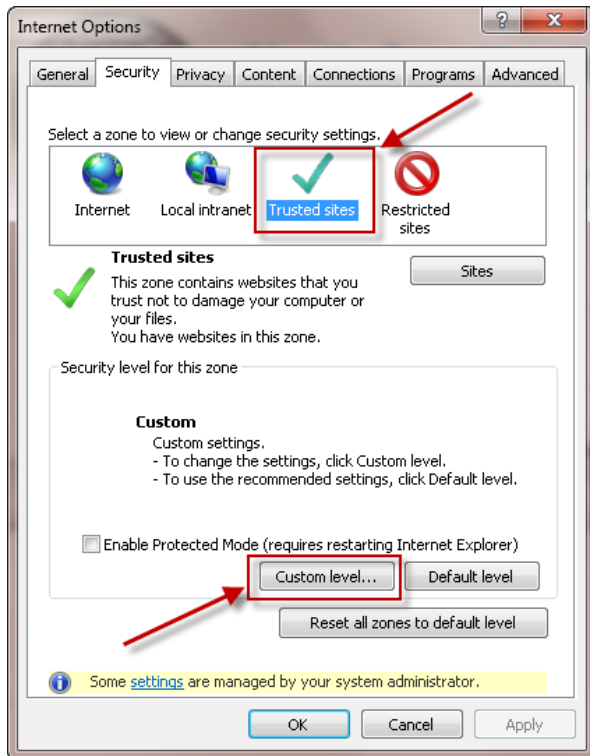 Internet Options
General Security Privacy Content Connections Programs Advanced
Select a zone to view or change security settings.
Internet Local intranet Trusted sites Restricted
sites
Trusted sites
Sites
This zone contains websites that you
trust not to damage your computer or
your files.
You have websites in this zone.
Security level for this zone
Custom
Custom settings.
- To change the settings, click Custom level.
- To use the recommended settings, click Default level.
Enable Protected Mode (requires restarting Internet Explorer)
Custom level... Default level
Reset all zones to default level
Some settings are managed by your system administrator.
OK Cancel Apply